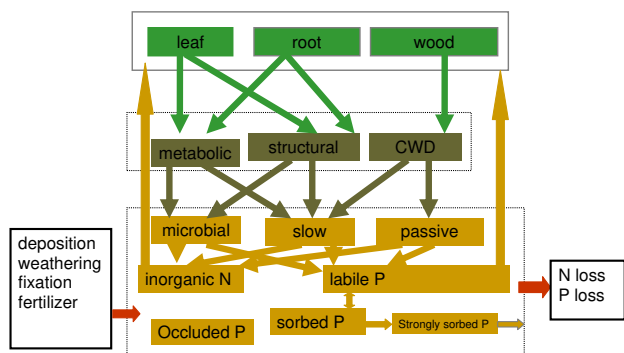 leaf
root
wood
metabolic
structural
CWD
microbial
slow
passive
inorganic N
labile P
deposition
weathering
fixation
fertilizer
N loss
P loss
Occluded P
sorbed P
Strongly sorbed P